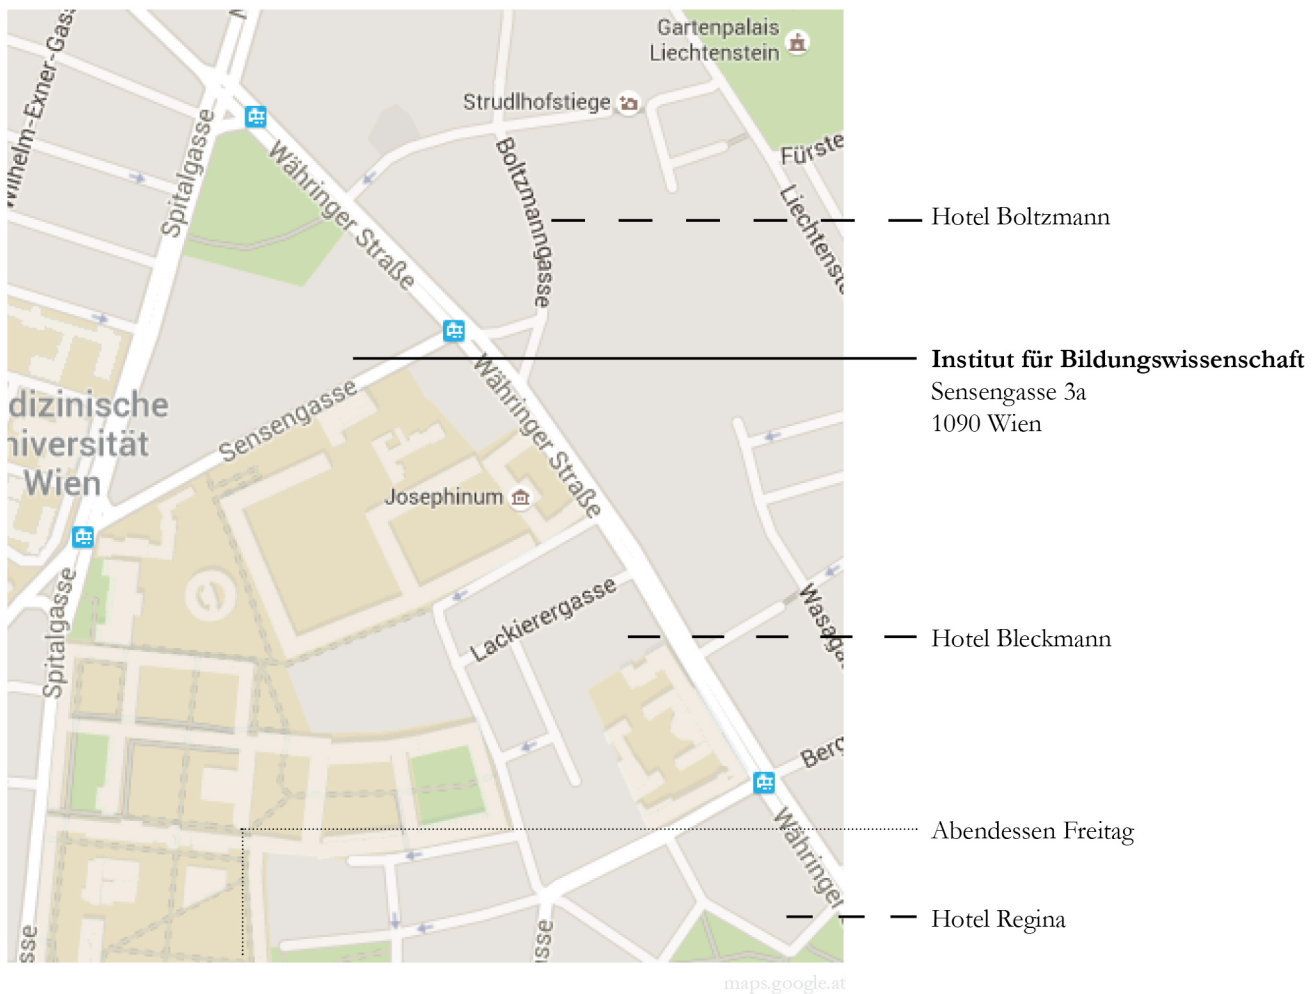 Gartenpalais
Liechtenstein
Strudlhofstiege
Wilhelm-Exner-Gass
Spitalgasse
Währinger Straße
Boltzmanngasse
Fürste
Liechtenst
Hotel Boltzmann
Institut für Bildungswissenschaft
Sensengasse 3a
1090 Wien
dizinische
niversität
Wien
Sensengasse
Währinger Straße
Josephinum
Lackierergasse
Wasaga
Hotel Bleckmann
Spitalgasse
Berg
Währinger
Abendessen Freitag
Hotel Regina
sse
sse
maps.google.at